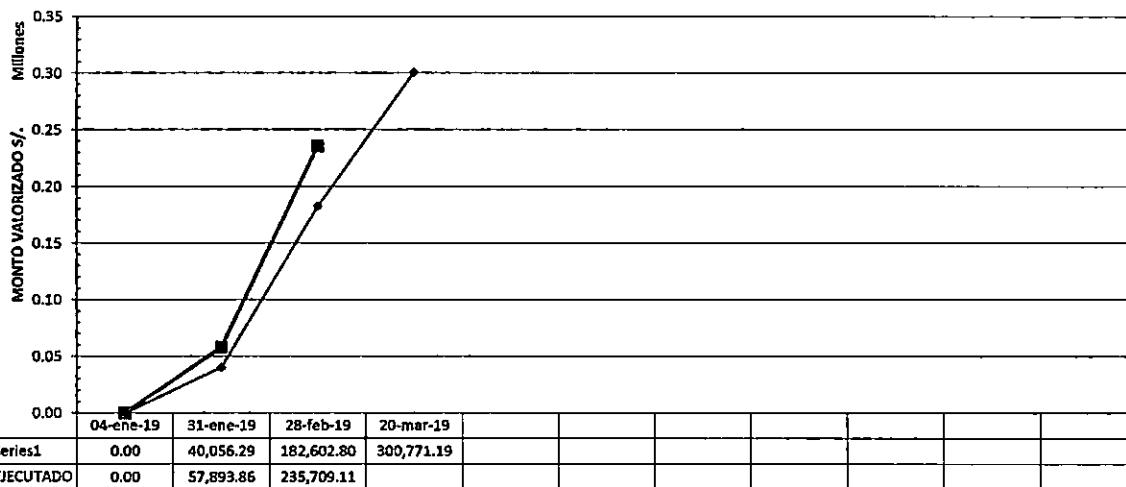 Millones
MONTO VALORIZADO S/.
0.35
0.30
0.25
0.20
0.15
0.10
0.05
0.00
04-ene-19 31-ene-19 28-feb-19 20-mar-19
eries1 0.00 40,056.29 182,602.80 300,771.19
JECUTADO 0.00 57,893.86 235,709.11